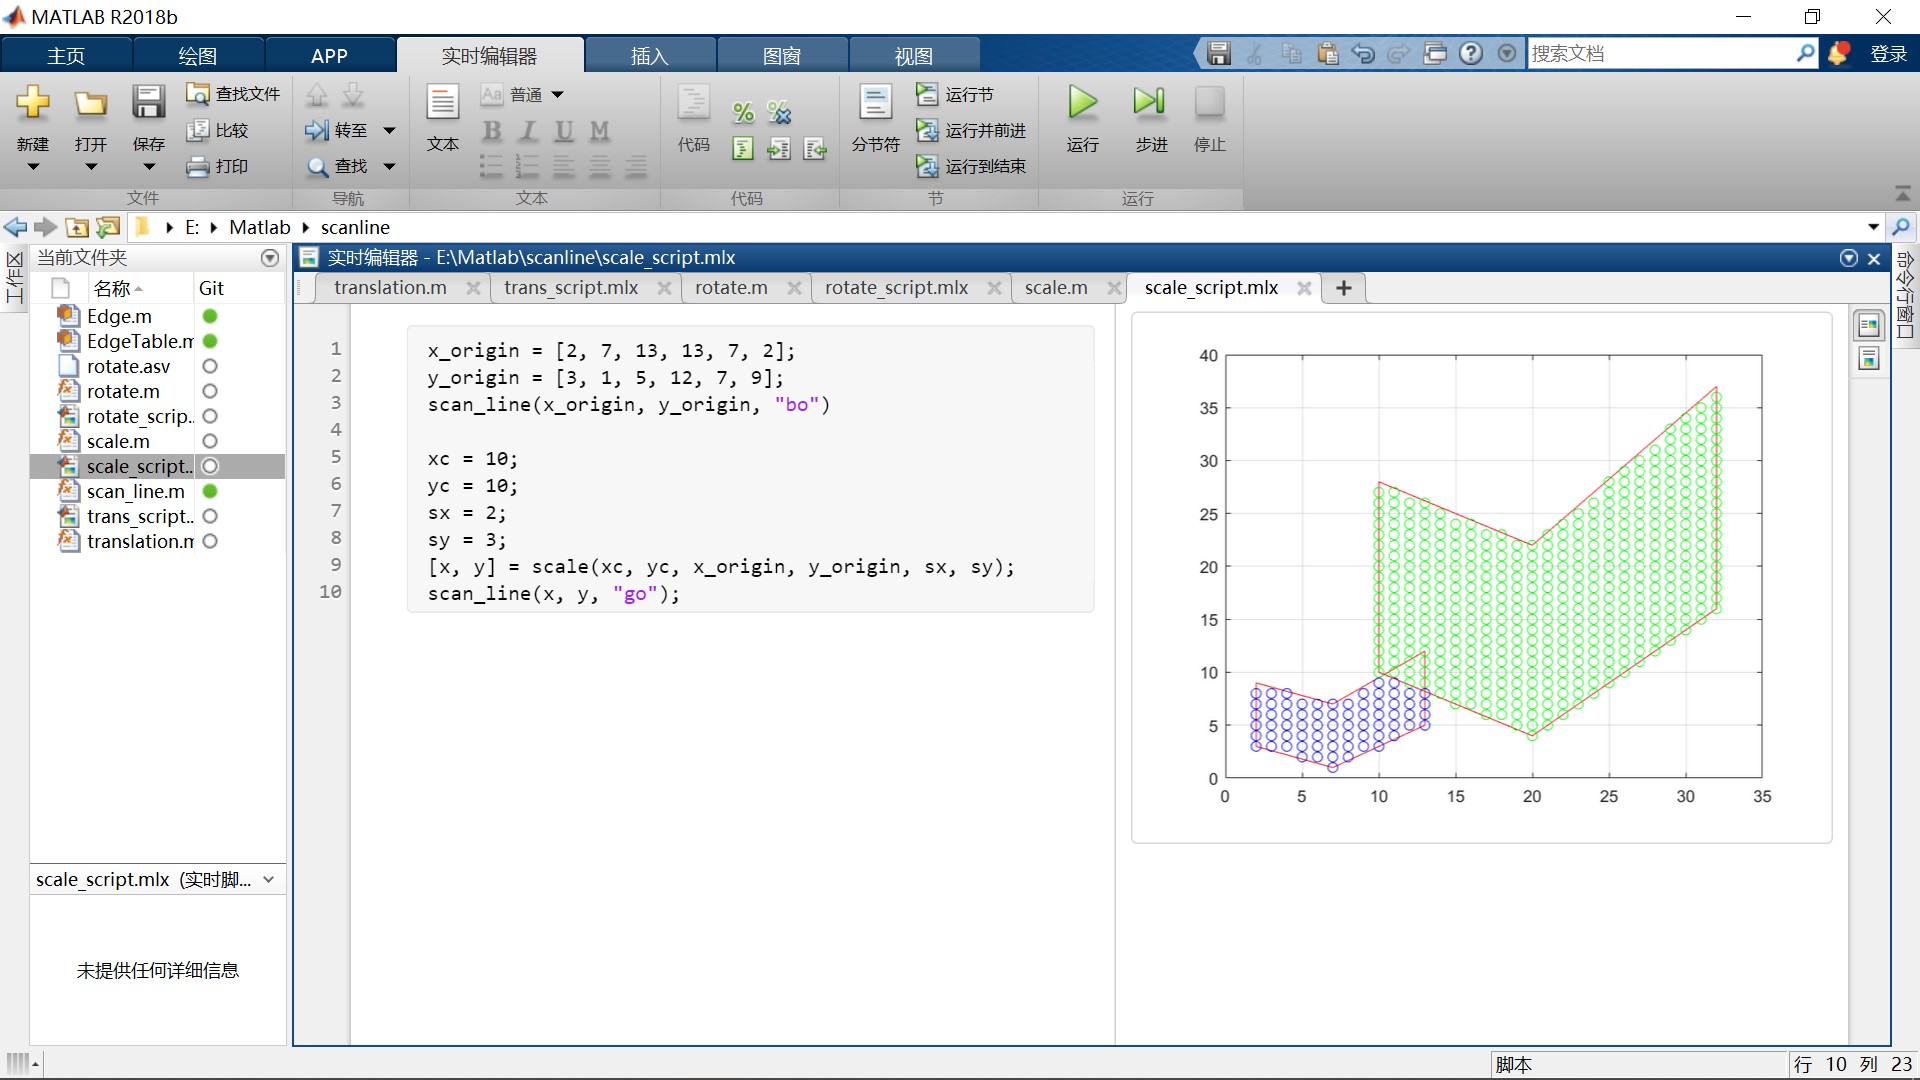 MATLAB R2018b
主页
绘图
APP
实时编辑器
插入
图窗
视图
搜索文档
登录
新建
打开
保存
查找文件
比较
打印
文件
转至
查找
导航
文本
Aa 普通
B I U M
文本
代码
代码
分节符
运行节
运行并前进
运行到结束
节
运行
步进
停止
运行
E: Matlab scanline
工作区
当前文件夹
名称 Git
Edge.m
EdgeTable.m
rotate.asv
rotate.m
rotate_scrip...
scale.m
scale_script...
scan_line.m
trans_script...
translation.m
scale_script.mlx (实时脚...
未提供任何详细信息
实时编辑器 - E:\Matlab\scanline\scale_script.mlx
translation.m
trans_script.mlx
rotate.m
rotate_script.mlx
scale.m
scale_script.mlx
命令行窗口
1 x_origin = [2, 7, 13, 13, 7, 2];
2 y_origin = [3, 1, 5, 12, 7, 9];
3 scan_line(x_origin, y_origin, "bo")
4
5 xc = 10;
6 yc = 10;
7 sx = 2;
8 sy = 3;
9 [x, y] = scale(xc, yc, x_origin, y_origin, sx, sy);
10 scan_line(x, y, "go");
40
35
30
25
20
15
10
5
0
0 5 10 15 20 25 30 35
脚本
行 10 列 23